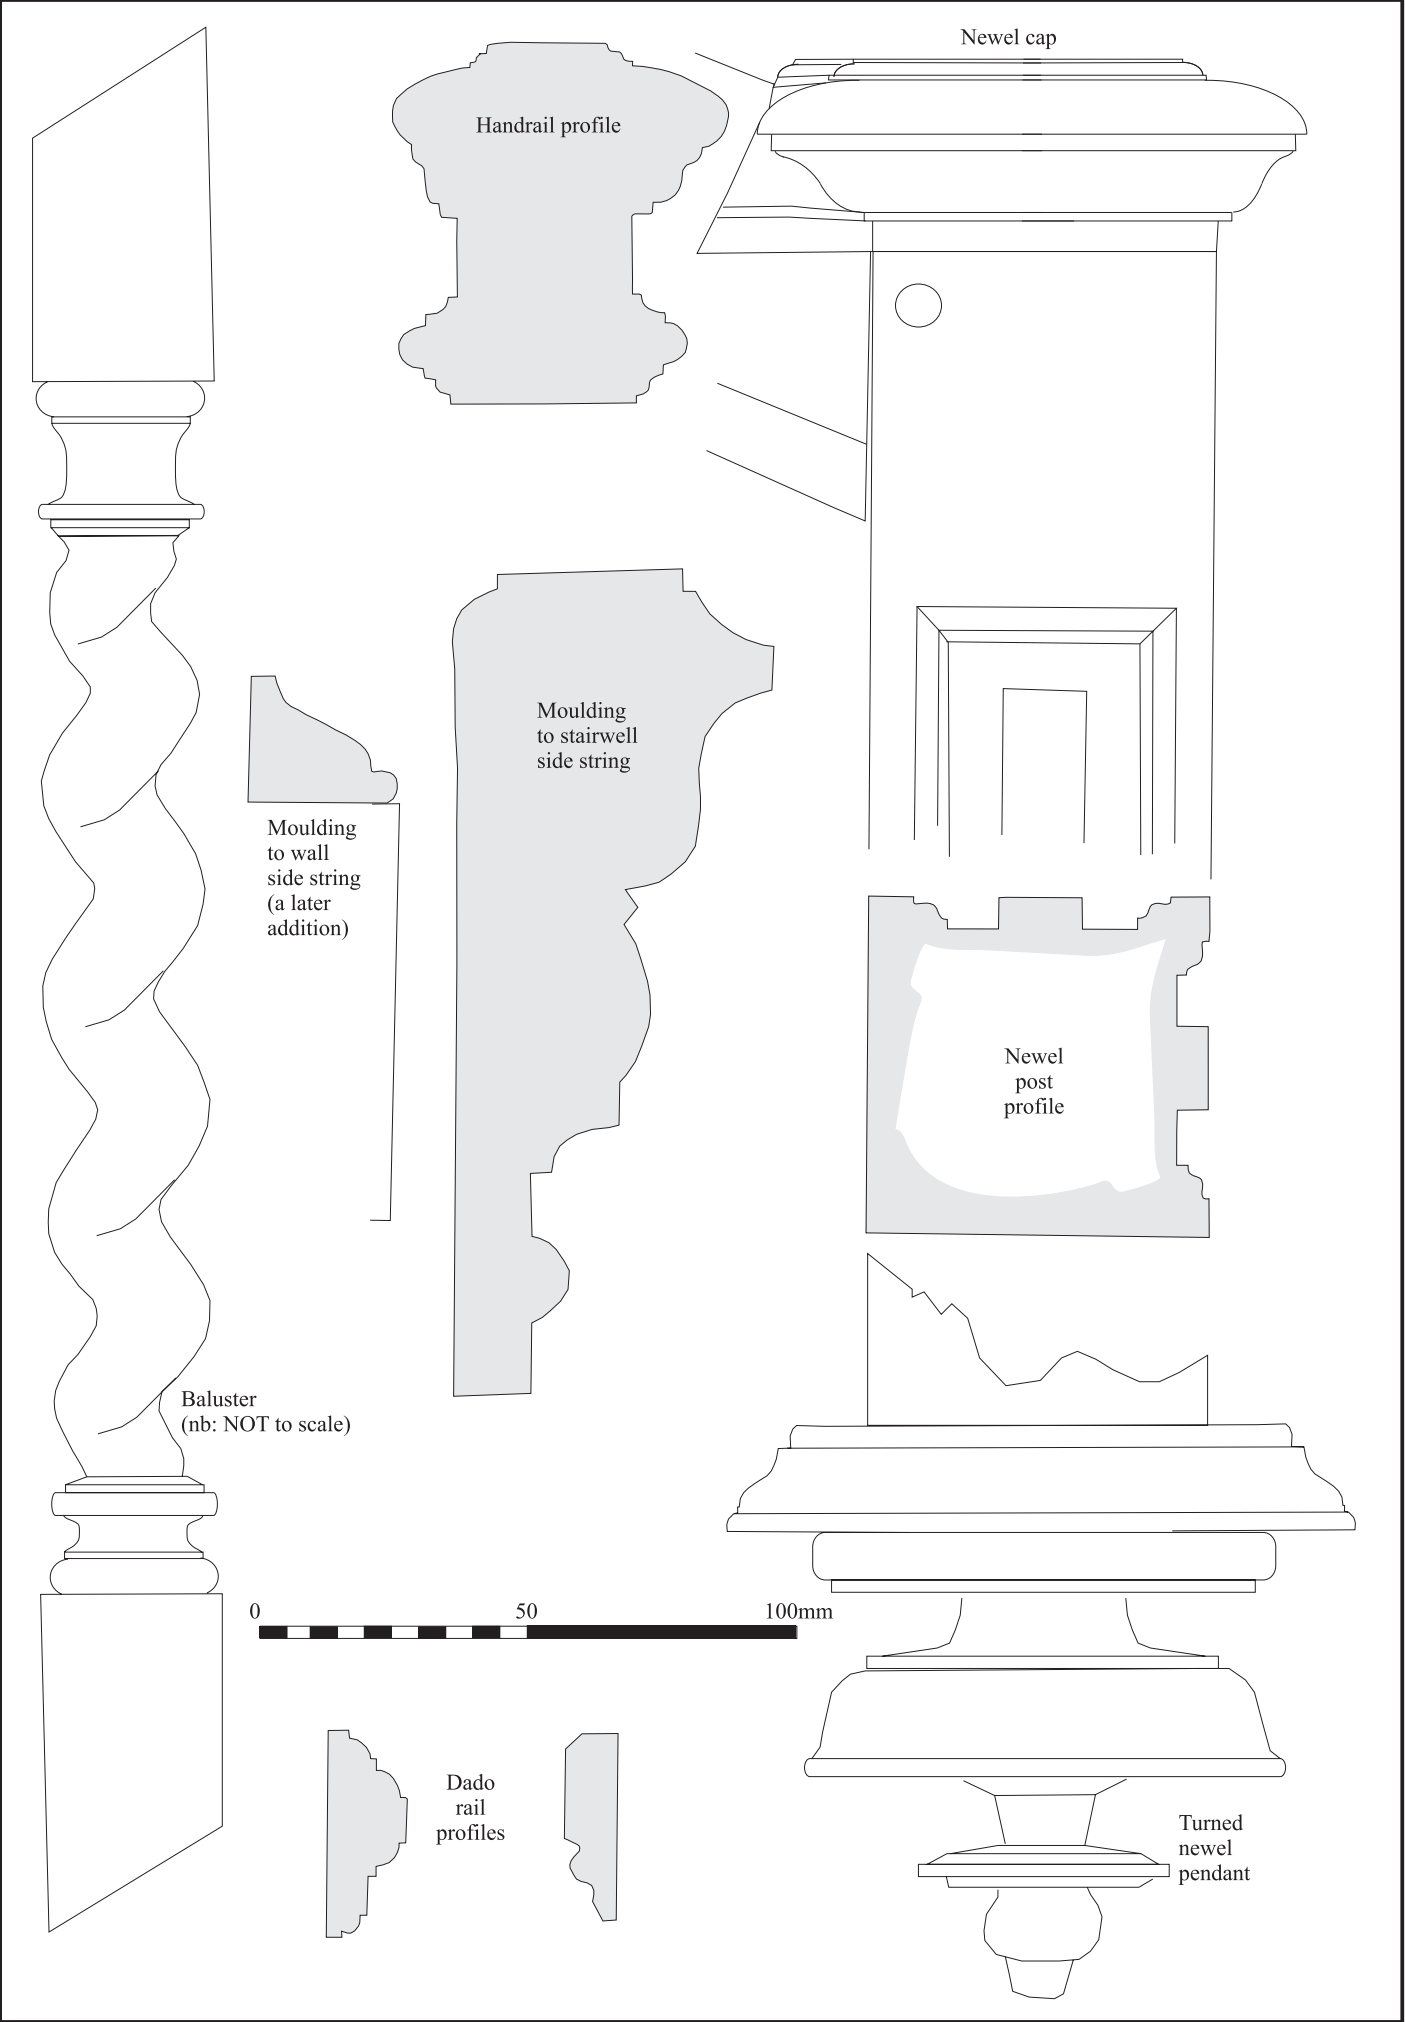 Newel cap
Handrail profile
Moulding
to stairwell
side string
Moulding
to wall
side string
(a later
addition)
Newel
post
profile
Baluster
(nb: NOT to scale)
0 50 100mm
Dado
rail
profiles
Turned
newel
pendant